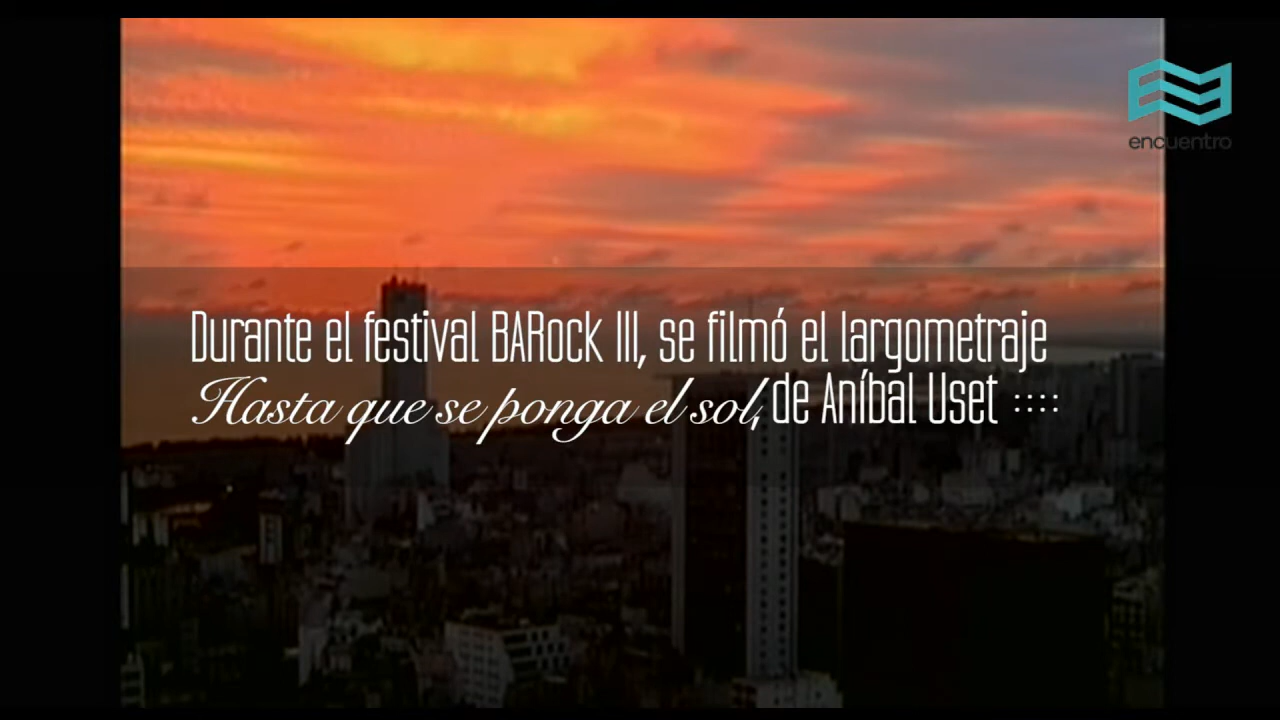 encuentro
Durante el festival BARock III, se filmó el largometraje
Hasta que se ponga el sol, de Aníbal Uset ::::